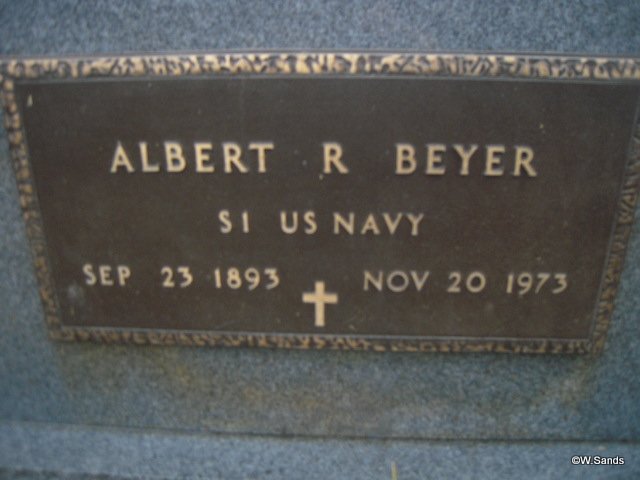 ALBERT R BEYER
S1 US NAVY
SEP 23 1893 NOV 20 1973
©W.Sands